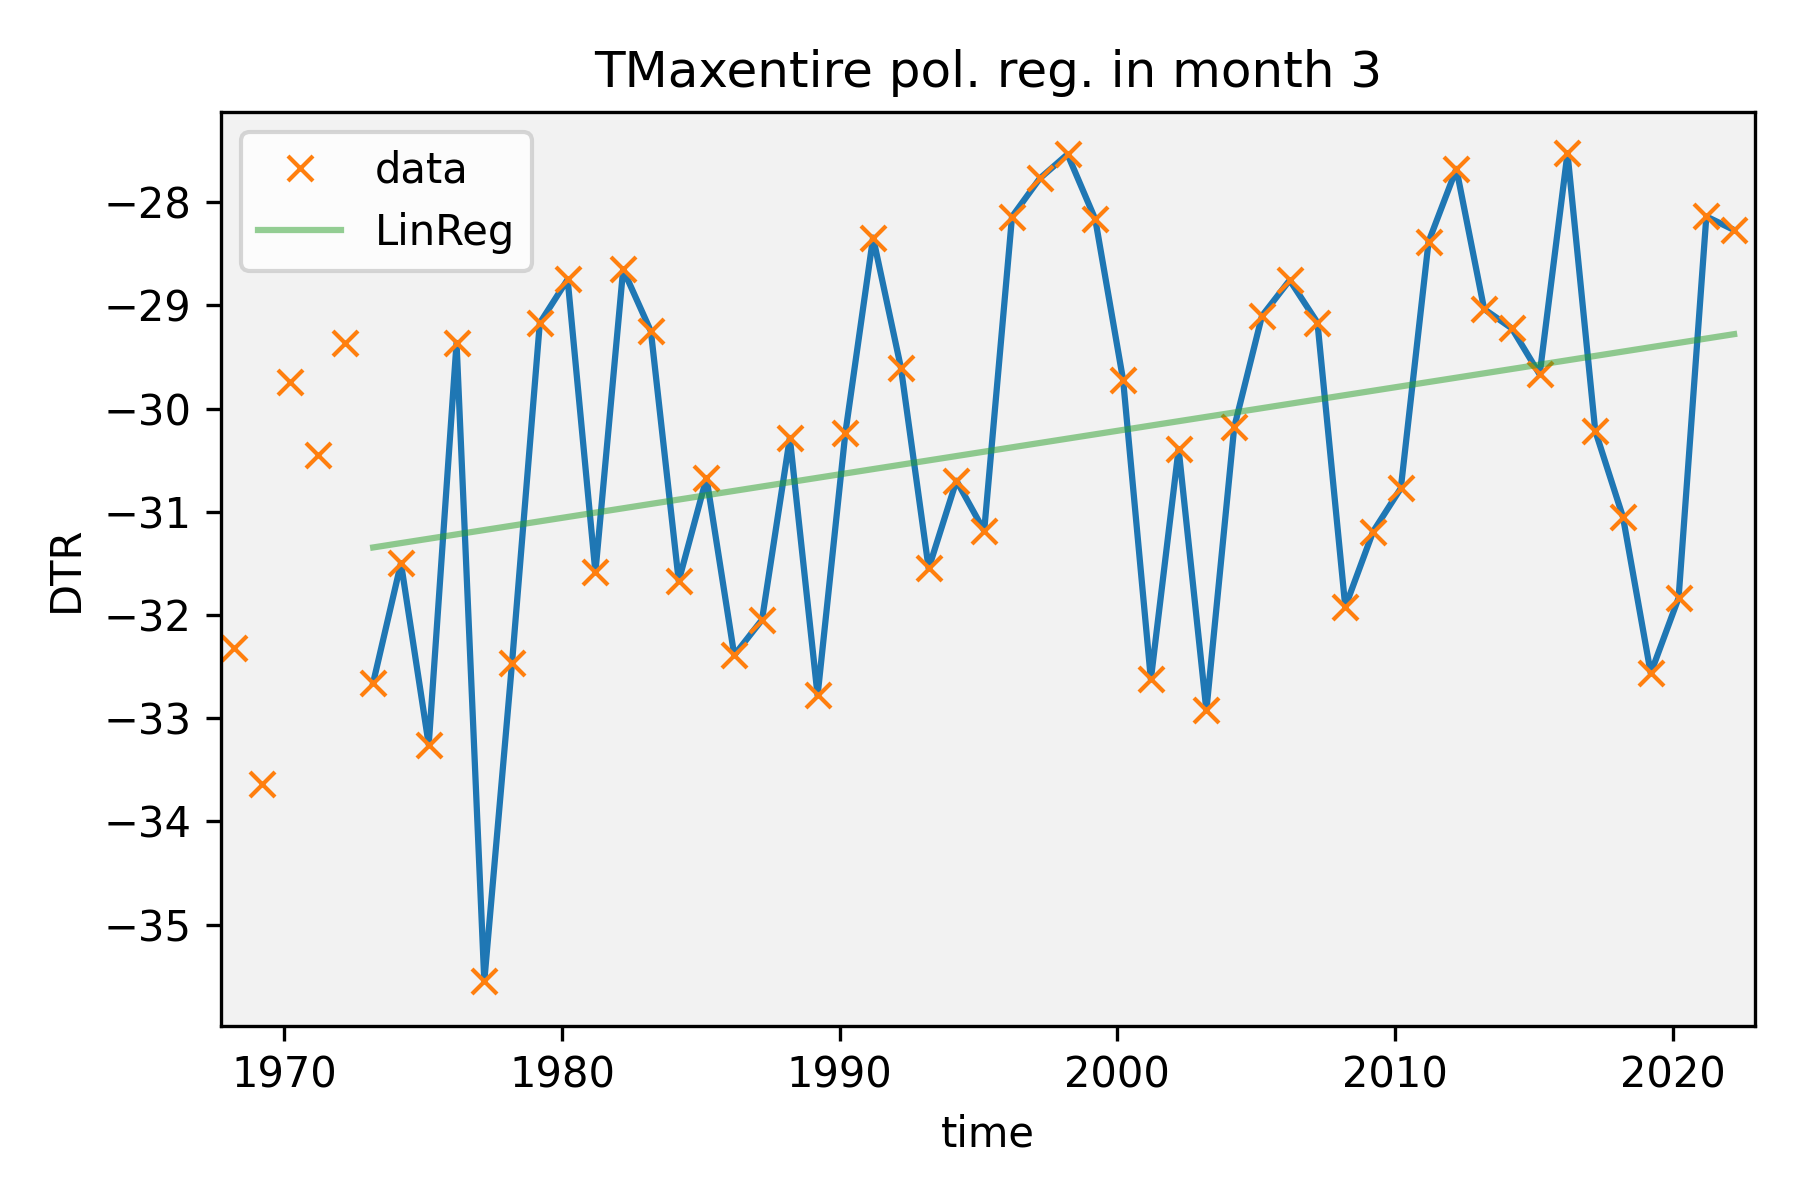 TMaxentire pol. reg. in month 3
data
LinReg
−28
−29
−30
−31
−32
−33
−34
−35
DTR
1970 1980 1990 2000 2010 2020
time